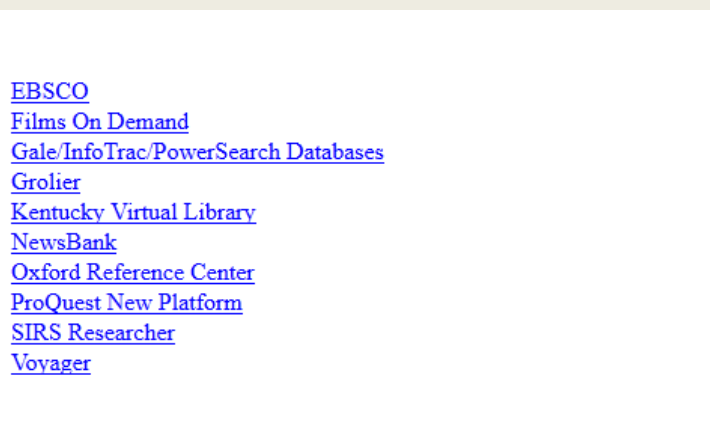 EBSCO
Films On Demand
Gale/InfoTrac/PowerSearch Databases
Grolier
Kentucky Virtual Library
NewsBank
Oxford Reference Center
ProQuest New Platform
SIRS Researcher
Voyager